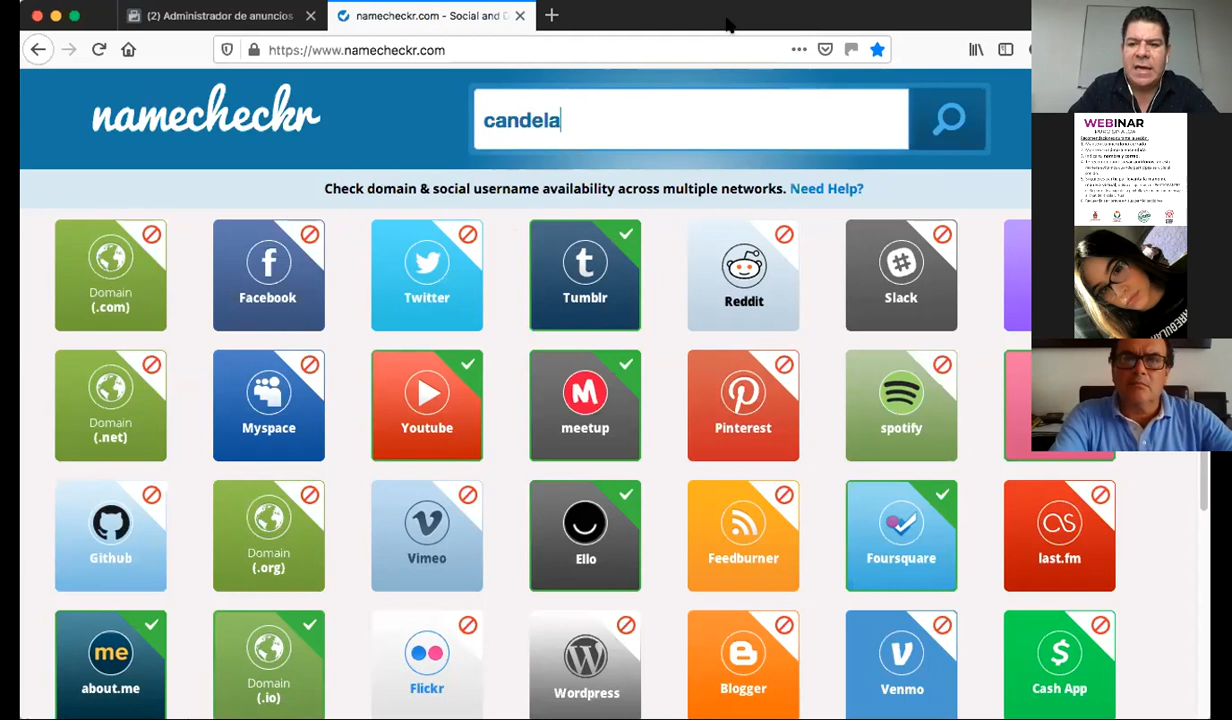 (2) Administrador de anuncios
namecheckr.com - Social and D
https://www.namecheckr.com
namecheckr
candela
Check domain & social username availability across multiple networks. Need Help?
Domain
(.com)
Facebook
Twitter
Tumblr
Reddit
Slack
Domain
(.net)
Myspace
Youtube
meetup
Pinterest
spotify
Github
Domain
(.org)
Vimeo
Ello
Feedburner
Foursquare
last.fm
me
about.me
Domain
(.io)
Flickr
Wordpress
Blogger
Venmo
Cash App
WEBINAR